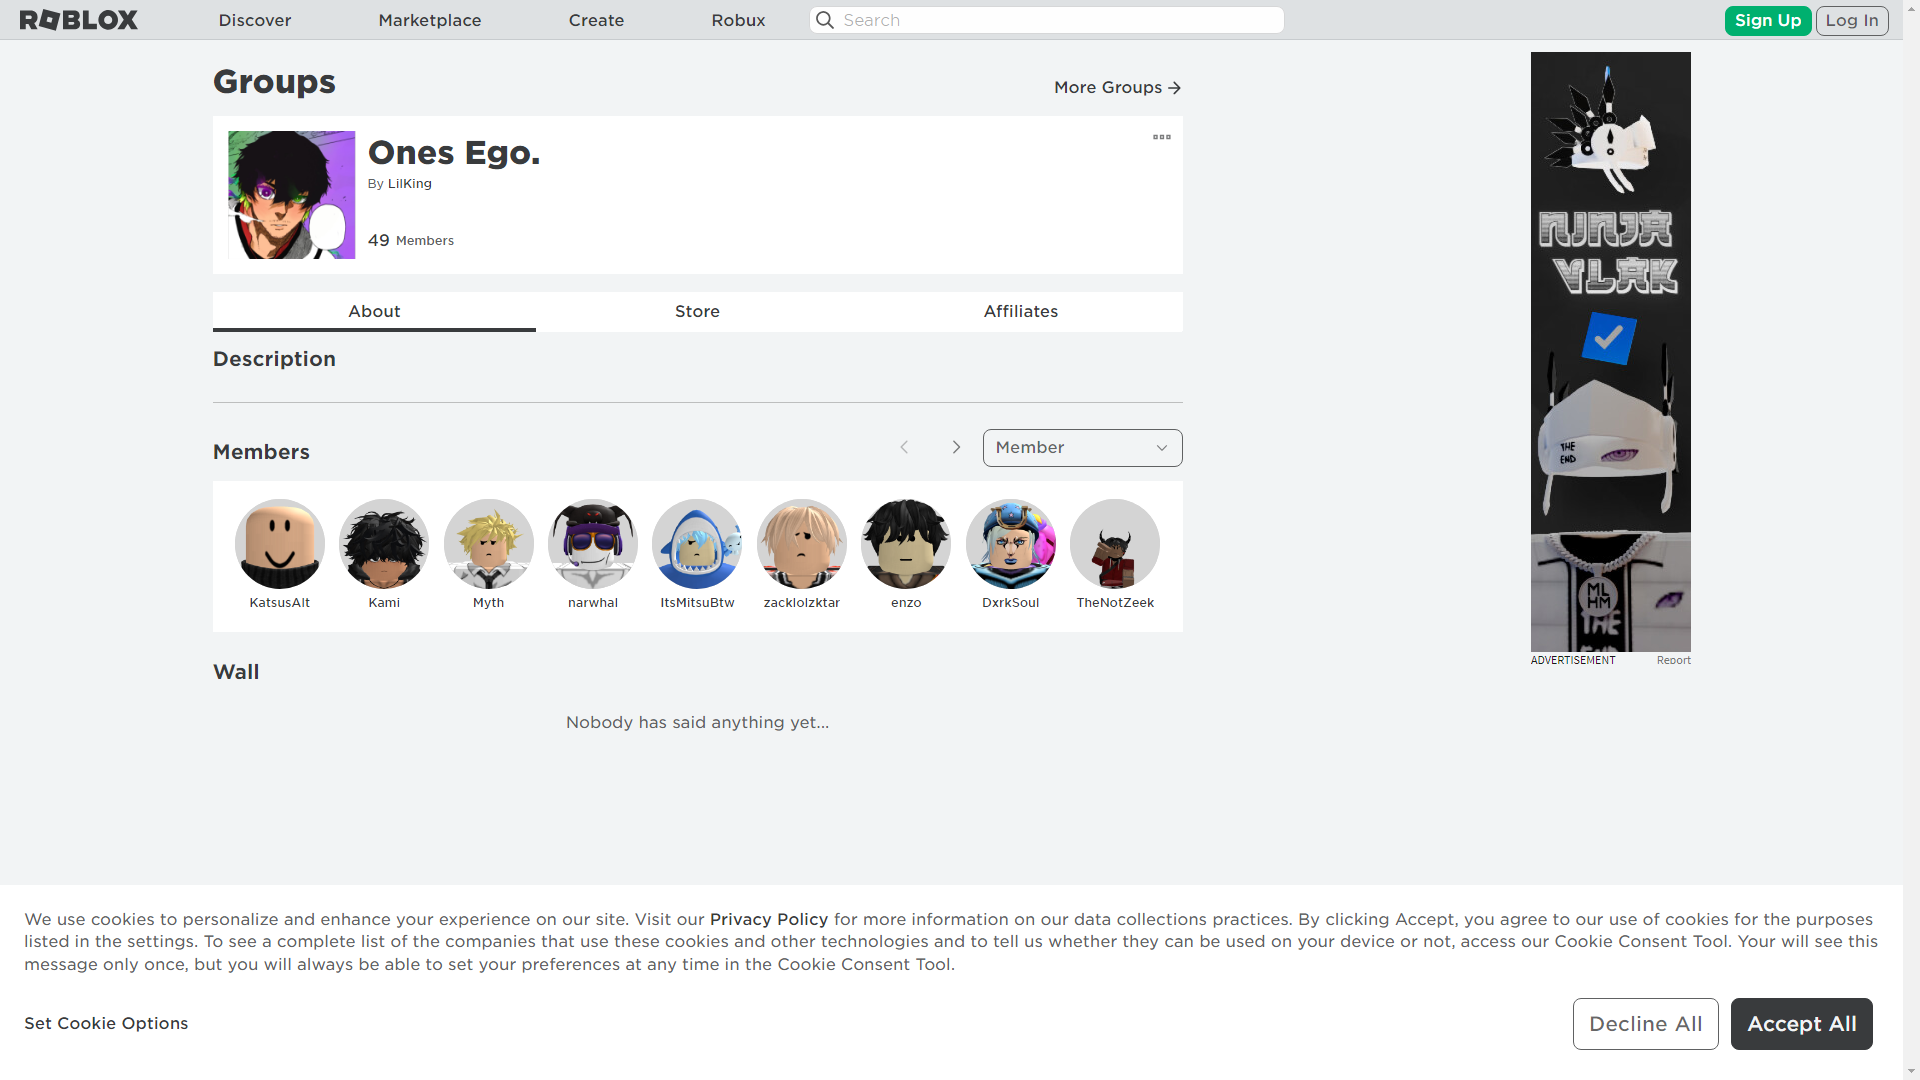 ROBLOX
Discover
Marketplace
Create
Robux
Search
Sign Up
Log In
Groups
More Groups
Ones Ego.
By LilKing
49 Members
About
Store
Affiliates
Description
Members
Member
KatsusAlt
Kami
Myth
narwhal
ItsMitsuBtw
zacklolzktar
enzo
DxrkSoul
TheNotZeek
Wall
Nobody has said anything yet...
NINJA
VLAK
THE
END
ML
HM
THE
END
ADVERTISEMENT
Report
We use cookies to personalize and enhance your experience on our site. Visit our Privacy Policy for more information on our data collections practices. By clicking Accept, you agree to our use of cookies for the purposes
listed in the settings. To see a complete list of the companies that use these cookies and other technologies and to tell us whether they can be used on your device or not, access our Cookie Consent Tool. Your will see this
message only once, but you will always be able to set your preferences at any time in the Cookie Consent Tool.
Set Cookie Options
Decline All
Accept All